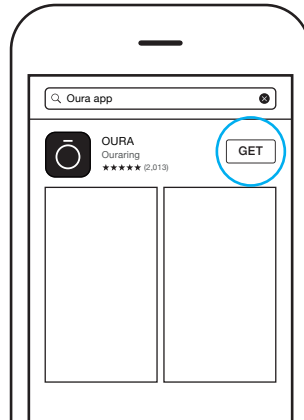 Oura app
OURA
Ouraring
★★★★★ (2,013)
GET